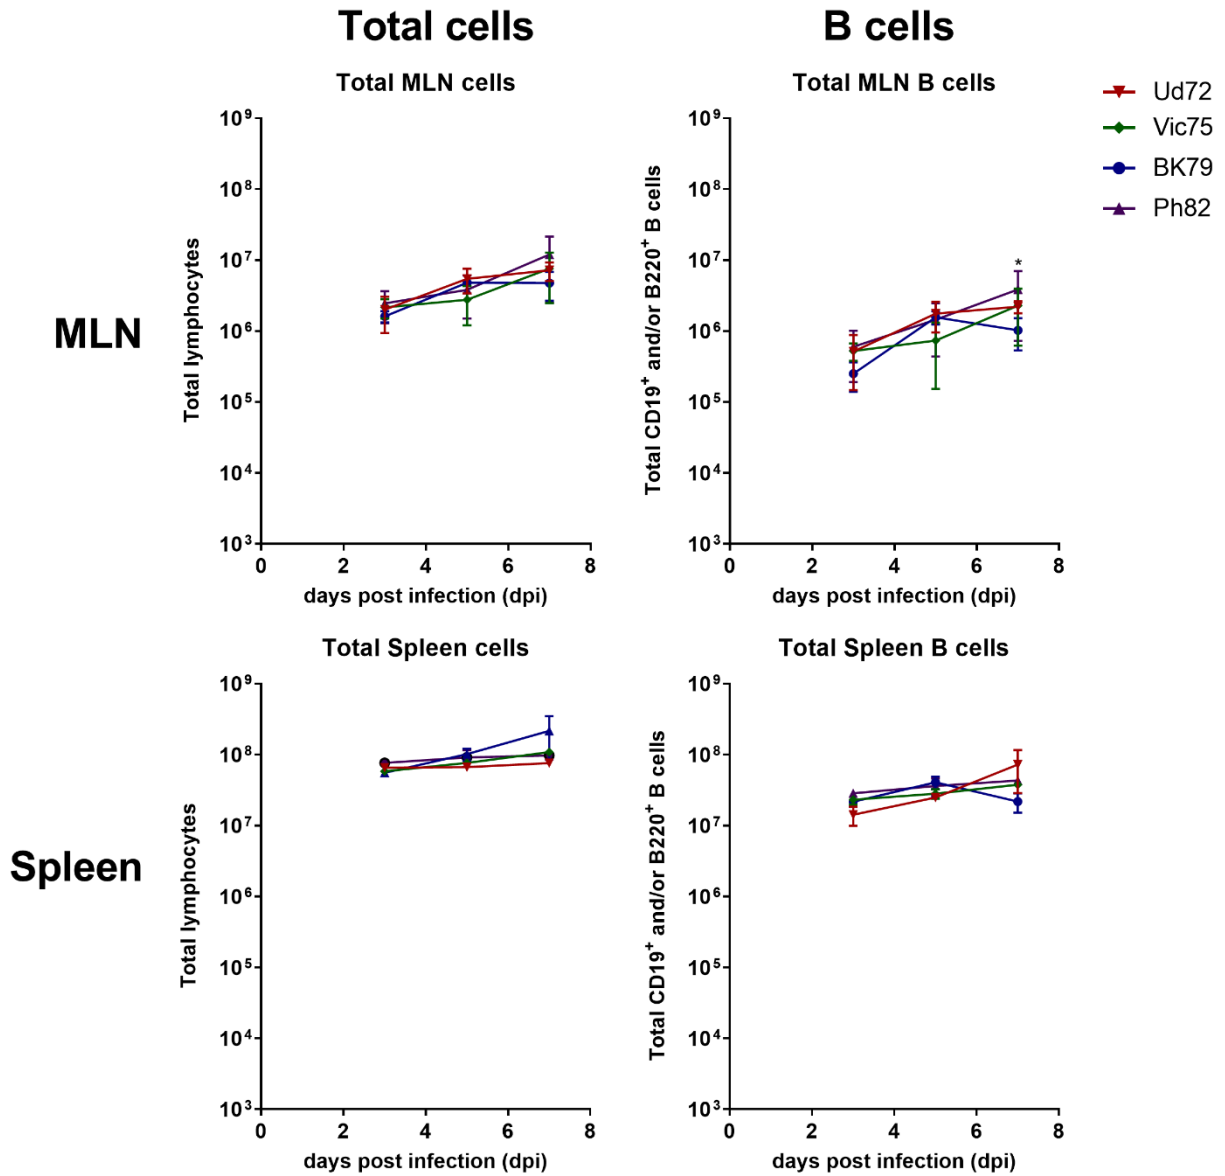 Total cells
B cells
Total MLN cells
Total MLN B cells
Ud72
Vic75
BK79
Ph82
MLN
Total lymphocytes
10⁹
10⁸
10⁷
10⁶
10⁵
10⁴
10³
0 2 4 6 8
days post infection (dpi)
Total CD19⁺ and/or B220⁺ B cells
10⁹
10⁸
10⁷
10⁶
10⁵
10⁴
10³
*
0 2 4 6 8
days post infection (dpi)
Total Spleen cells
Total Spleen B cells
Spleen
Total lymphocytes
10⁹
10⁸
10⁷
10⁶
10⁵
10⁴
10³
0 2 4 6 8
days post infection (dpi)
Total CD19⁺ and/or B220⁺ B cells
10⁹
10⁸
10⁷
10⁶
10⁵
10⁴
10³
0 2 4 6 8
days post infection (dpi)